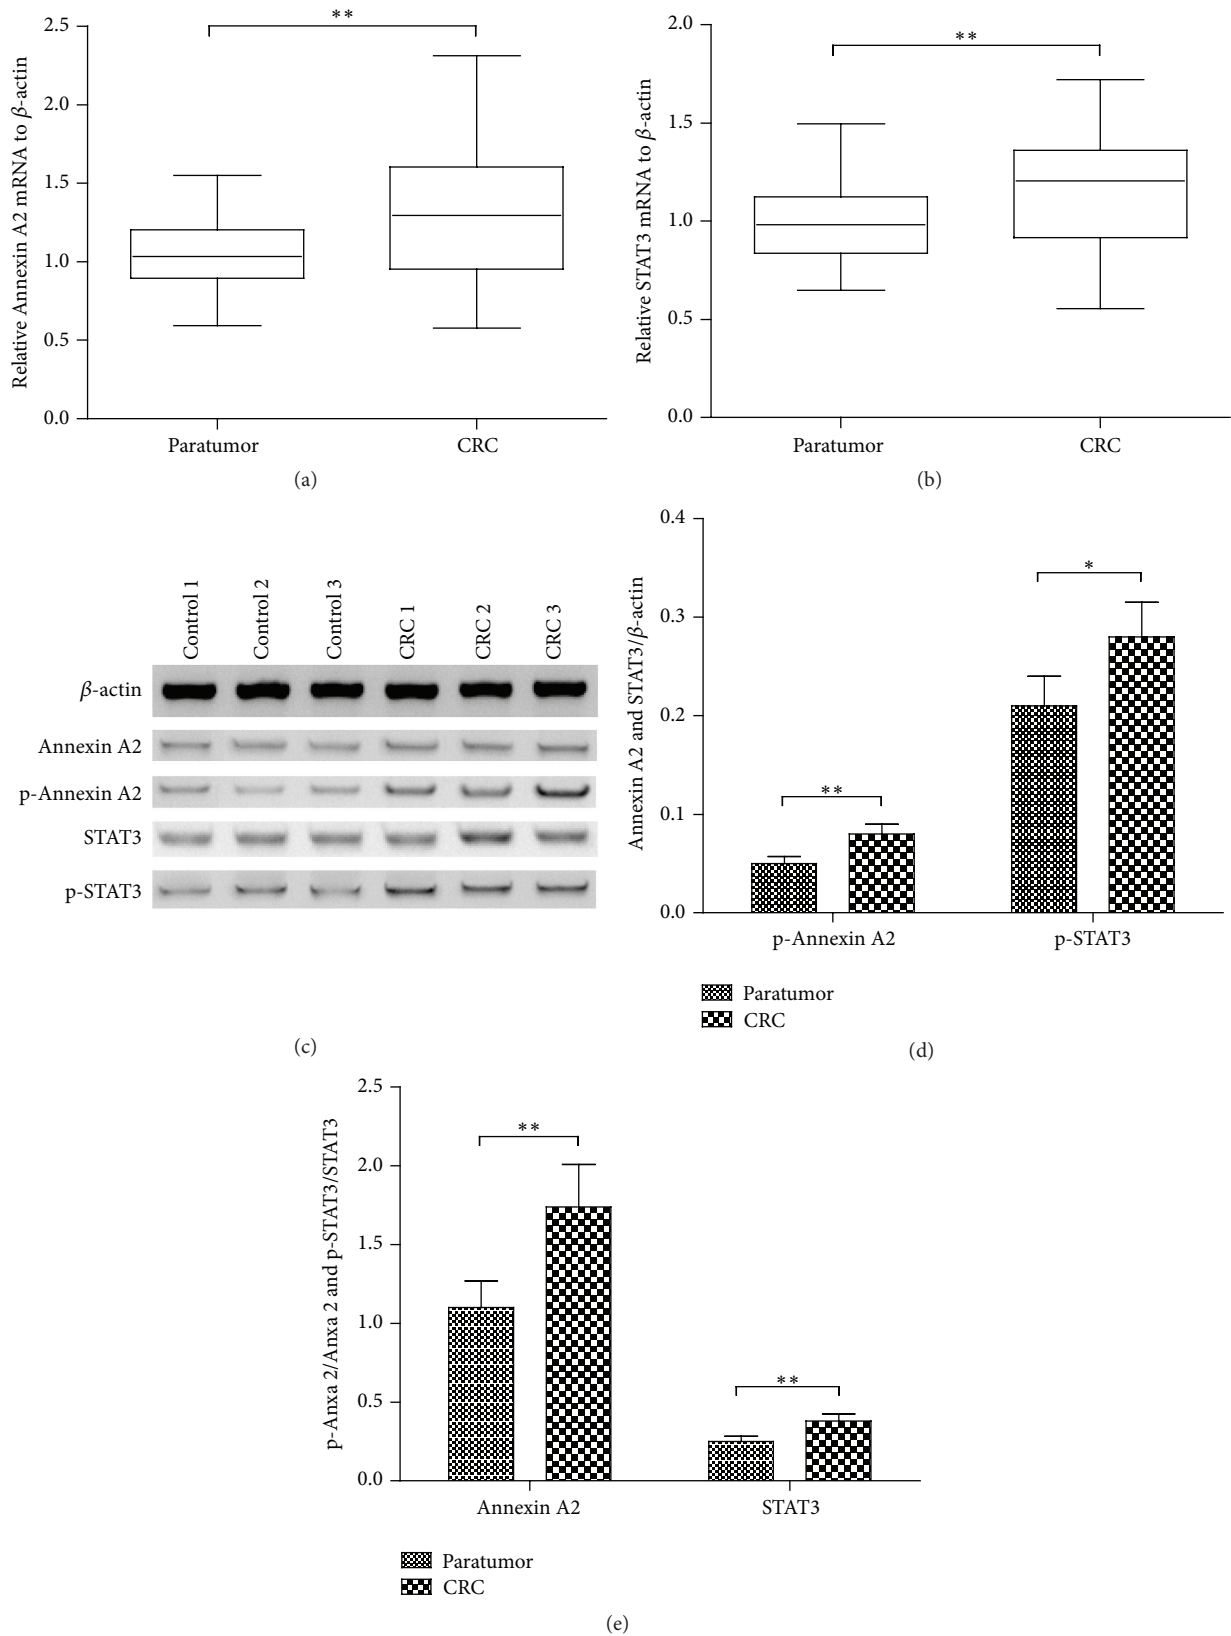 **
2.5
2.0
1.5
1.0
0.5
0.0
Relative Annexin A2 mRNA to β-actin
Paratumor CRC
(a)
**
2.0
1.5
1.0
0.5
0.0
Relative STAT3 mRNA to β-actin
Paratumor CRC
(b)
Control 1
Control 2
Control 3
CRC 1
CRC 2
CRC 3
β-actin
Annexin A2
p-Annexin A2
STAT3
p-STAT3
(c)
0.4
0.3
0.2
0.1
0.0
Annexin A2 and STAT3/β-actin
**
*
p-Annexin A2 p-STAT3
Paratumor
CRC
(d)
2.5
2.0
1.5
1.0
0.5
0.0
p-Anxa 2/Anxa 2 and p-STAT3/STAT3
**
**
Annexin A2 STAT3
Paratumor
CRC
(e)